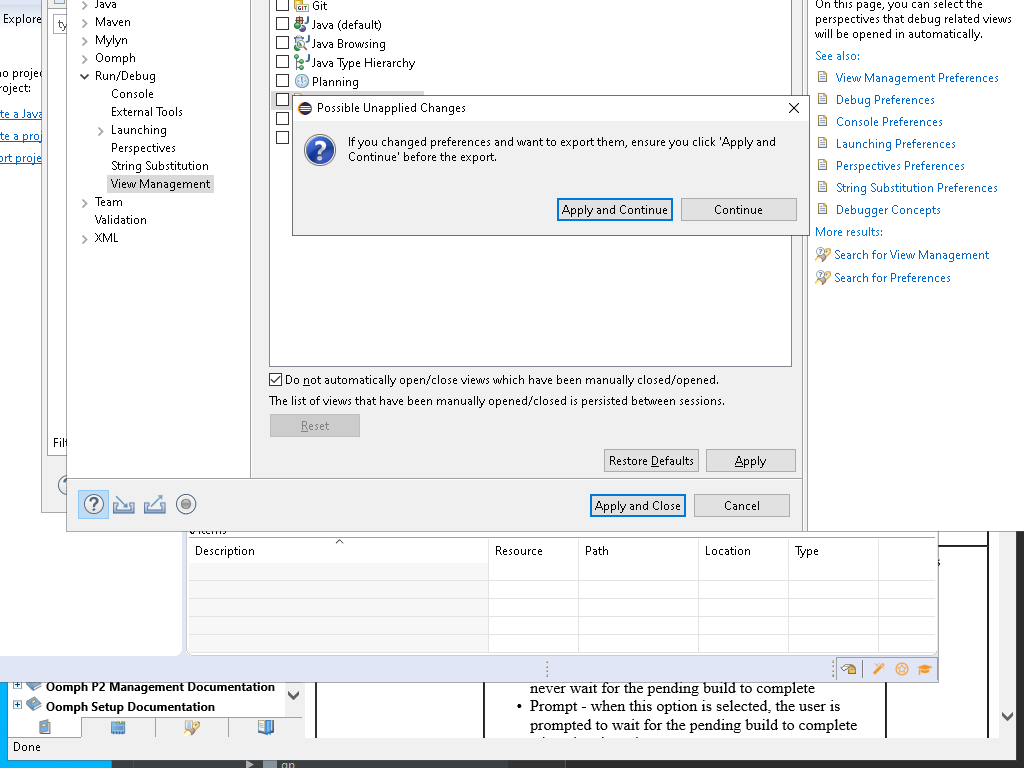 Explore
no projec
roject:
te a Java
te a proj
ort proje
ty
Filt
Java
Maven
Mylyn
Oomph
Run/Debug
Console
External Tools
Launching
Perspectives
String Substitution
View Management
Team
Validation
XML
Git
Java (default)
Java Browsing
Java Type Hierarchy
Planning
Possible Unapplied Changes
If you changed preferences and want to export them, ensure you click 'Apply and
Continue' before the export.
Apply and Continue
Continue
Do not automatically open/close views which have been manually closed/opened.
The list of views that have been manually opened/closed is persisted between sessions.
Reset
Restore Defaults
Apply
Apply and Close
Cancel
On this page, you can select the
perspectives that debug related views
will be opened in automatically.
See also:
View Management Preferences
Debug Preferences
Console Preferences
Launching Preferences
Perspectives Preferences
String Substitution Preferences
Debugger Concepts
More results:
Search for View Management
Search for Preferences
0 items
Description
Resource
Path
Location
Type
Oomph P2 Management Documentation
Oomph Setup Documentation
never wait for the pending build to complete
• Prompt - when this option is selected, the user is
prompted to wait for the pending build to complete
Done
gp